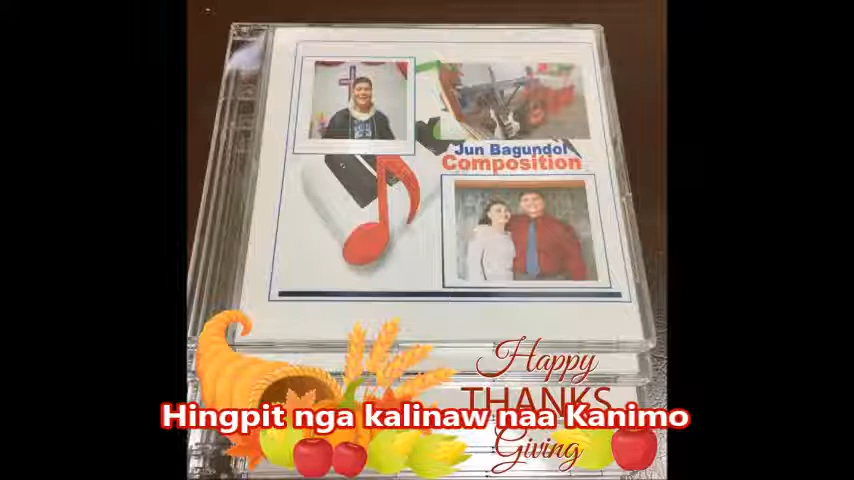 Jun Bagundol
Composition
Happy
THANKS
Giving
Hingpit nga kalinaw naa Kanimo